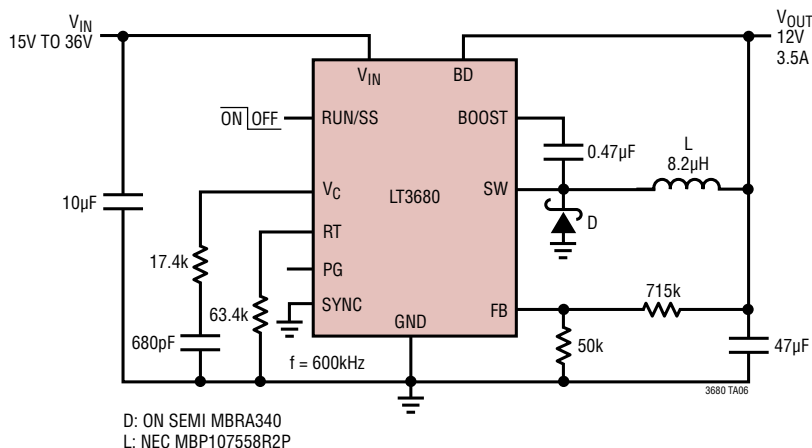 VIN
15V TO 36V
VOUT
12V
3.5A
VIN
BD
ON OFF
RUN/SS
BOOST
0.47µF
L
8.2µH
10µF
VC
LT3680
SW
D
RT
17.4k
PG
715k
63.4k
SYNC
FB
GND
680pF
f = 600kHz
50k
47µF
3680 TA06
D: ON SEMI MBRA340
L: NEC MBP107558R2P